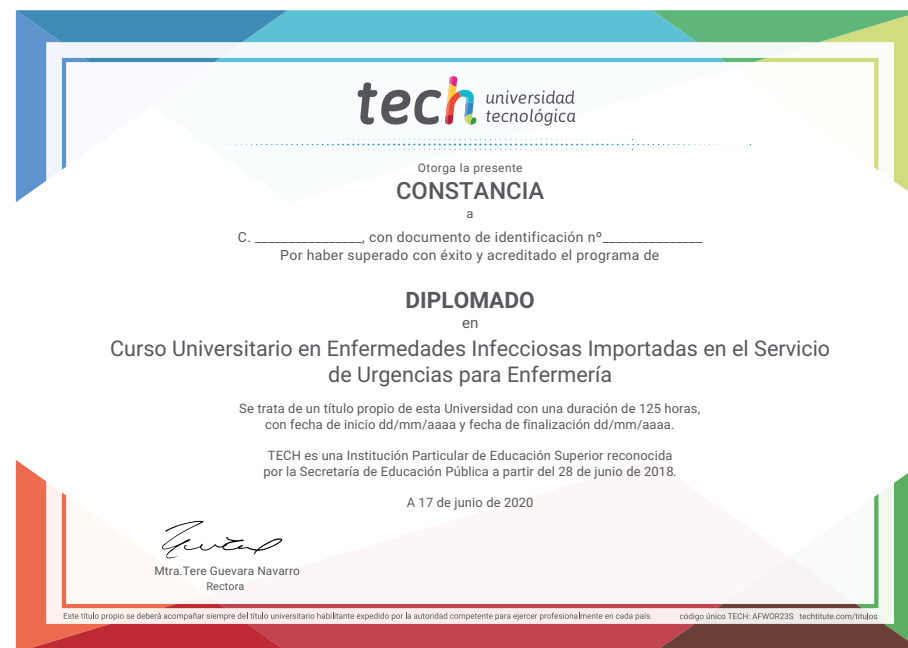 tech universidad
tecnológica
Otorga la presente
CONSTANCIA
a
C. ________________, con documento de identificación nº_______________
Por haber superado con éxito y acreditado el programa de
DIPLOMADO
en
Curso Universitario en Enfermedades Infecciosas Importadas en el Servicio
de Urgencias para Enfermería
Se trata de un título propio de esta Universidad con una duración de 125 horas,
con fecha de inicio dd/mm/aaaa y fecha de finalización dd/mm/aaaa.
TECH es una Institución Particular de Educación Superior reconocida
por la Secretaría de Educación Pública a partir del 28 de junio de 2018.
A 17 de junio de 2020
Mtra.Tere Guevara Navarro
Rectora
Este título propio se deberá acompañar siempre del título universitario habilitante expedido por la autoridad competente para ejercer profesionalmente en cada país. código único TECH: AFWOR23S techtitute.com/titulos